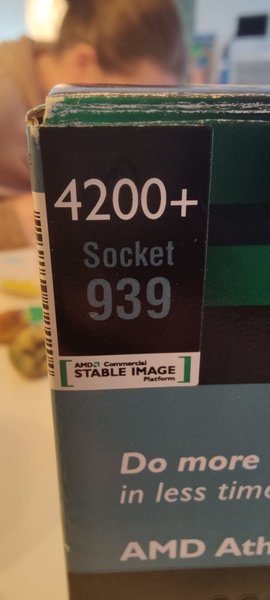 4200+
Socket
939
AMD Commercial
STABLE IMAGE
Platform
Do more
in less time
AMD Ath